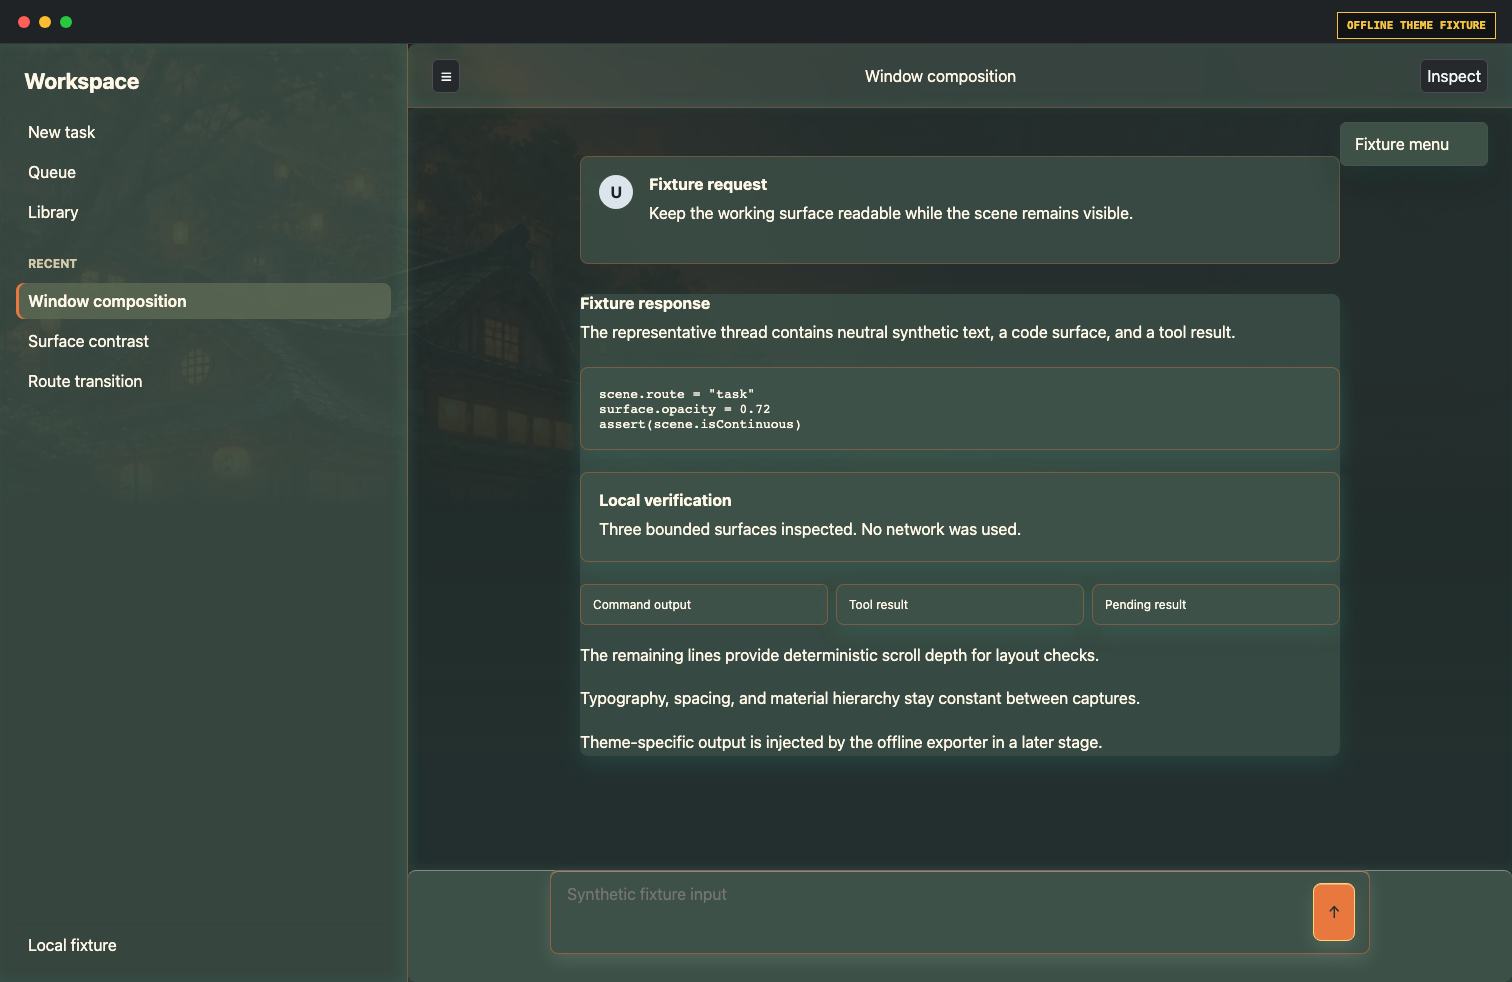 OFFLINE THEME FIXTURE
Workspace
New task
Queue
Library
RECENT
Window composition
Surface contrast
Route transition
Local fixture
Window composition
Inspect
Fixture menu
U
Fixture request
Keep the working surface readable while the scene remains visible.
Fixture response
The representative thread contains neutral synthetic text, a code surface, and a tool result.
scene.route = "task"
surface.opacity = 0.72
assert(scene.isContinuous)
Local verification
Three bounded surfaces inspected. No network was used.
Command output
Tool result
Pending result
The remaining lines provide deterministic scroll depth for layout checks.
Typography, spacing, and material hierarchy stay constant between captures.
Theme-specific output is injected by the offline exporter in a later stage.
Synthetic fixture input